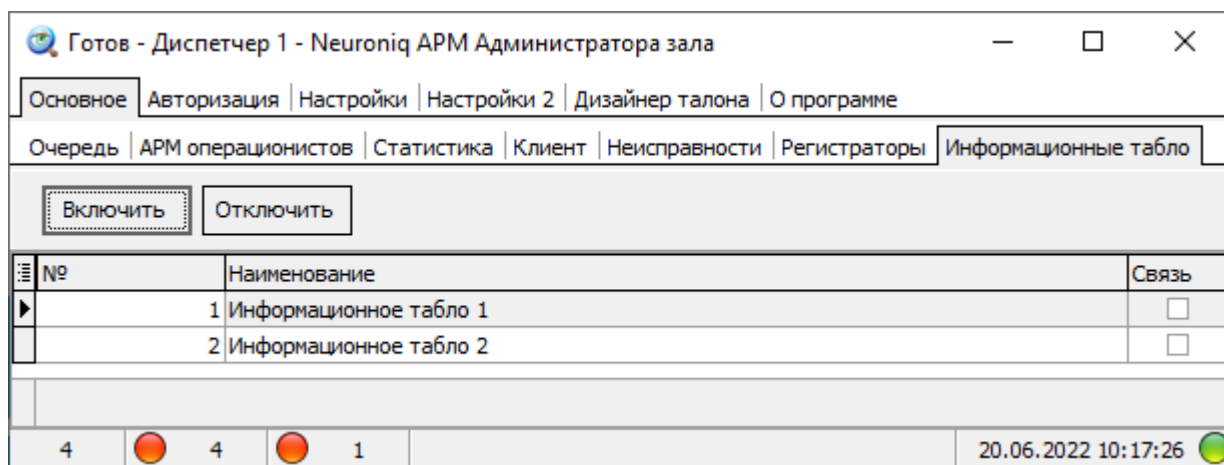 Готов - Диспетчер 1 - Neuroniq АРМ Администратора зала
Основное Авторизация Настройки Настройки 2 Дизайнер талона О программе
Очередь АРМ операционистов Статистика Клиент Неисправности Регистраторы Информационные табло
Включить Отключить
№ Наименование Связь
1 Информационное табло 1
2 Информационное табло 2
4 4 1 20.06.2022 10:17:26